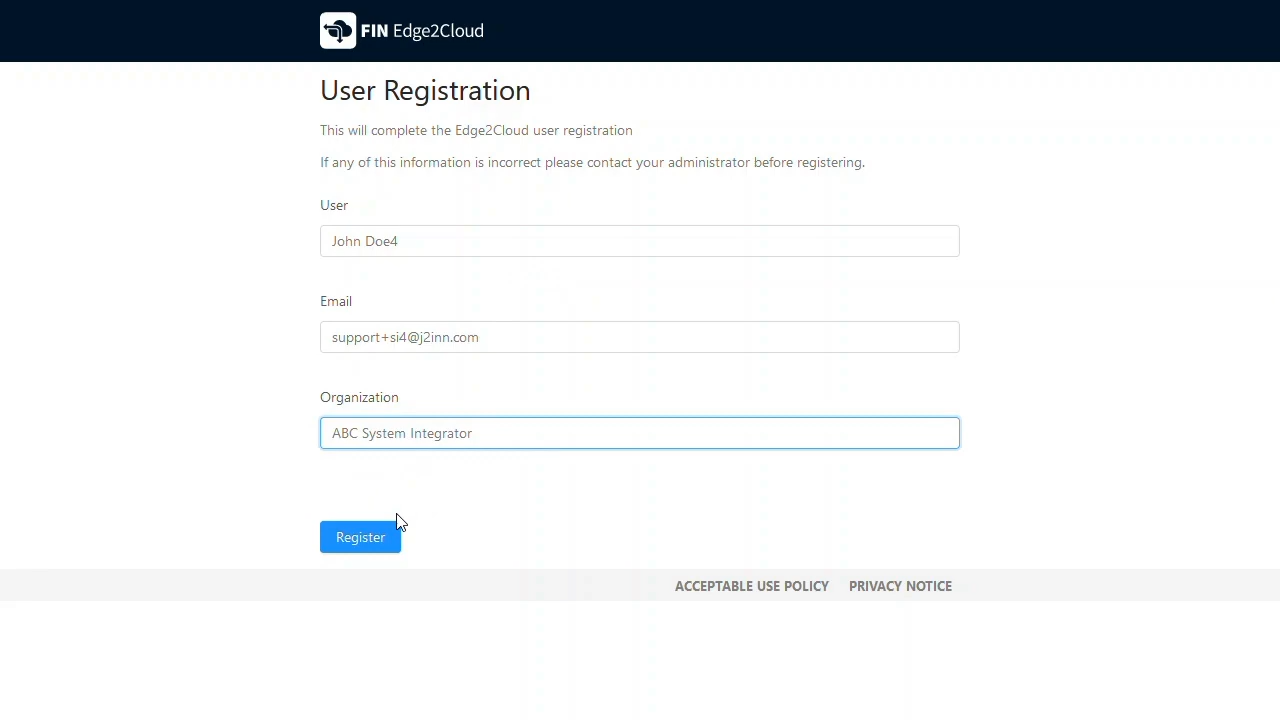 FIN Edge2Cloud
User Registration
This will complete the Edge2Cloud user registration
If any of this information is incorrect please contact your administrator before registering.
User
John Doe4
Email
support+si4@j2inn.com
Organization
ABC System Integrator
Register
ACCEPTABLE USE POLICY PRIVACY NOTICE